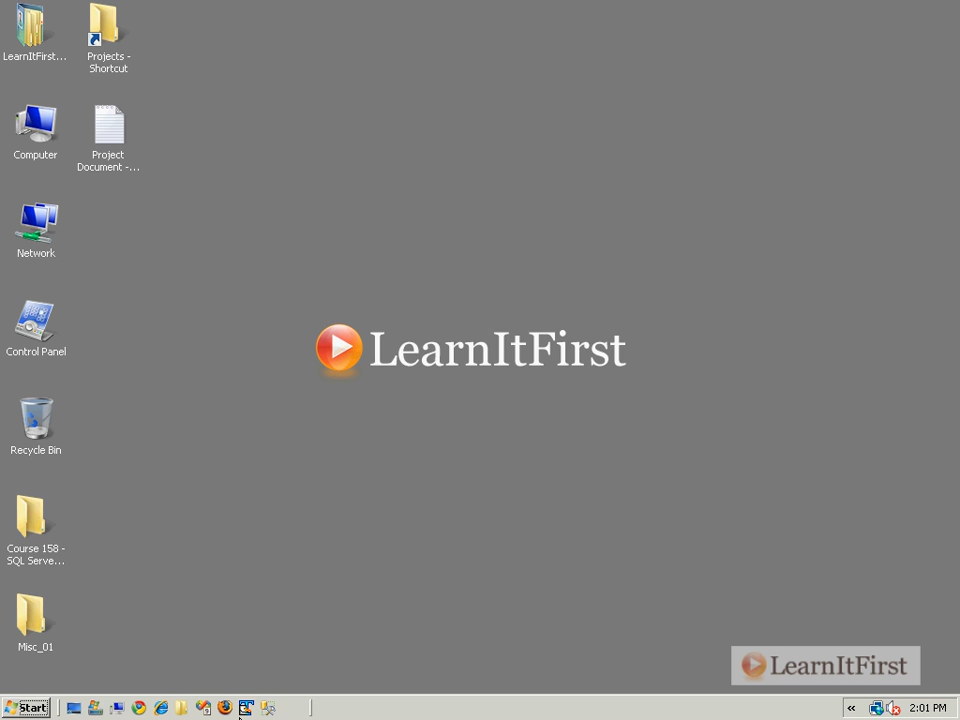 LearnItFirst...
Projects -
Shortcut
Computer
Project
Document -...
Network
Control Panel
LearnItFirst
Recycle Bin
Course 158 -
SQL Serve...
Misc_01
LearnItFirst
Start
2:01 PM